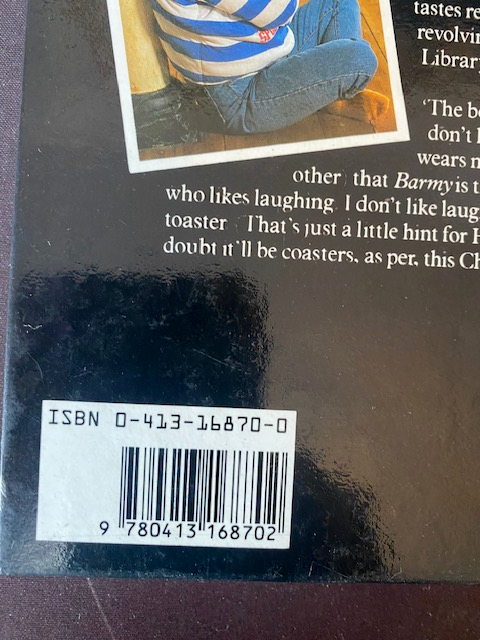 tastes re
revolvin
Library
'The be
don't l
wears n
other that Barmy is t
who likes laughing I don't like laug
toaster That's just a little hint for H
doubt it'll be coasters, as per, this Ch
ISBN 0-413-16870-0
9 780413 168702